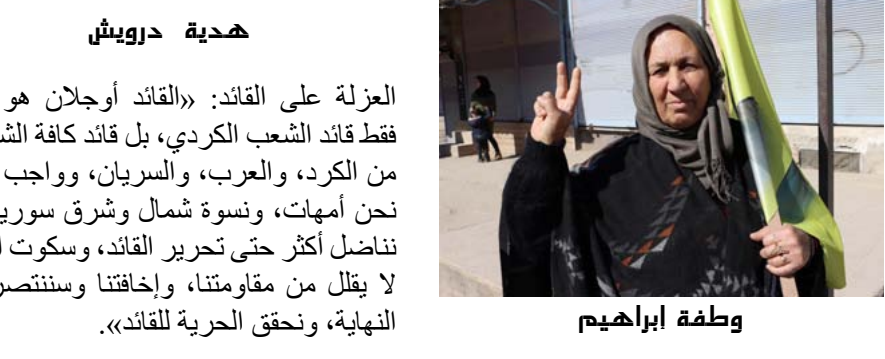 هدية درويش
العزلة على القائد: «القائد أوجلان هو
فقط قائد الشعب الكردي، بل قائد كافة
من الكرد، والعرب، والسريان، وواجب
نحن أمهات، ونسوة شمال وشرق
نناضل أكثر حتى تحرير القائد، وسكوت
لا يقلل من مقاومتنا، وإخافتنا
النهاية، ونحقق الحرية للقائد».
وطفة إبراهيم